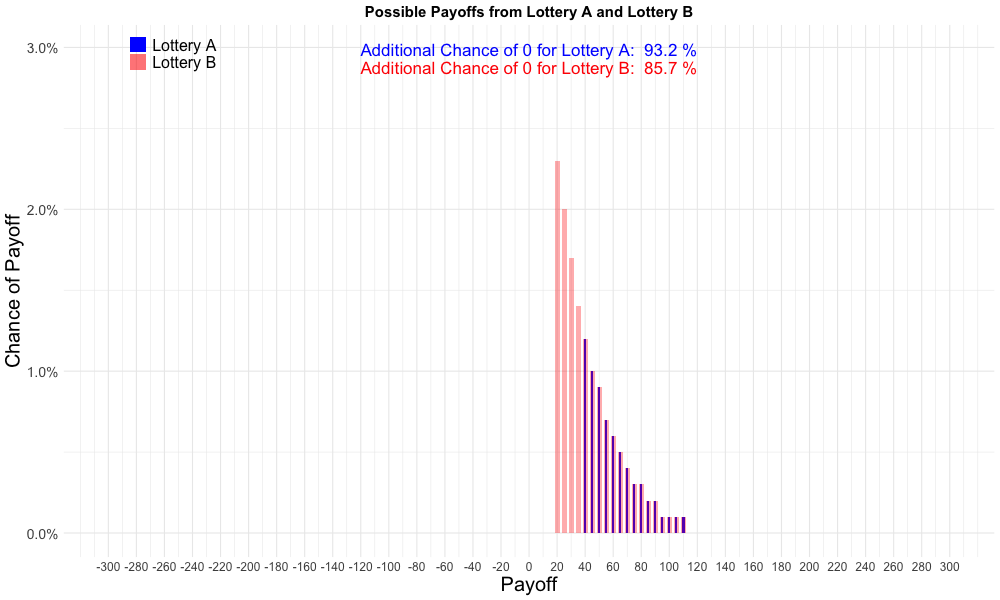 Possible Payoffs from Lottery A and Lottery B
Lottery A
Lottery B
Additional Chance of 0 for Lottery A: 93.2 %
Additional Chance of 0 for Lottery B: 85.7 %
Chance of Payoff
3.0%
2.0%
1.0%
0.0%
-300 -280 -260 -240 -220 -200 -180 -160 -140 -120 -100 -80 -60 -40 -20 0 20 40 60 80 100 120 140 160 180 200 220 240 260 280 300
Payoff